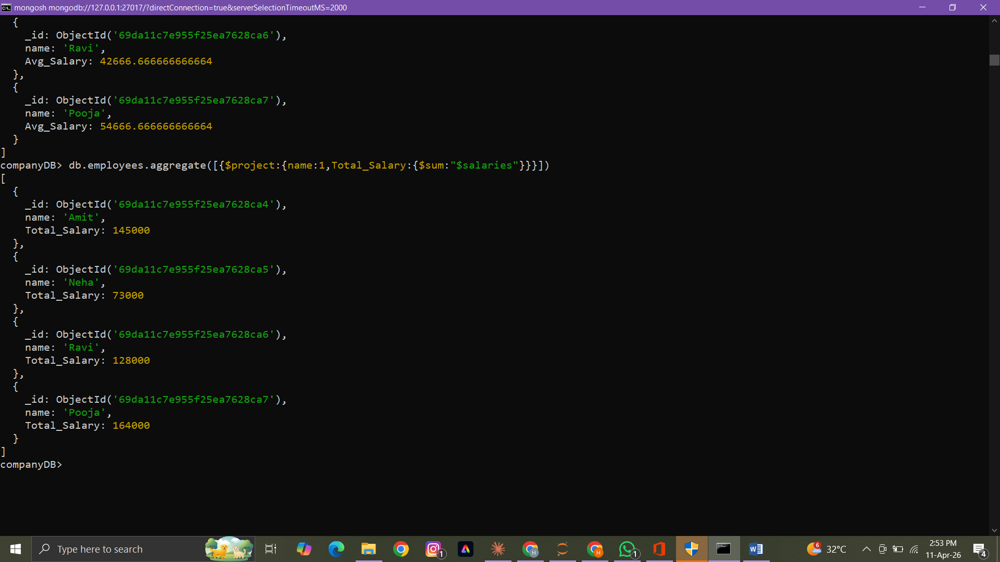 mongosh mongodb://127.0.0.1:27017/?directConnection=true&serverSelectionTimeoutMS=2000
{
_id: ObjectId('69da11c7e955f25ea7628ca6'),
name: 'Ravi',
Avg_Salary: 42666.666666666664
},
{
_id: ObjectId('69da11c7e955f25ea7628ca7'),
name: 'Pooja',
Avg_Salary: 54666.666666666664
}
]
companyDB> db.employees.aggregate([{$project:{name:1,Total_Salary:{$sum:"$salaries"}}}])
[
{
_id: ObjectId('69da11c7e955f25ea7628ca4'),
name: 'Amit',
Total_Salary: 145000
},
{
_id: ObjectId('69da11c7e955f25ea7628ca5'),
name: 'Neha',
Total_Salary: 73000
},
{
_id: ObjectId('69da11c7e955f25ea7628ca6'),
name: 'Ravi',
Total_Salary: 128000
},
{
_id: ObjectId('69da11c7e955f25ea7628ca7'),
name: 'Pooja',
Total_Salary: 164000
}
]
companyDB>
Type here to search
1
H
H
1
W
6
32°C
2:53 PM
11-Apr-26
4